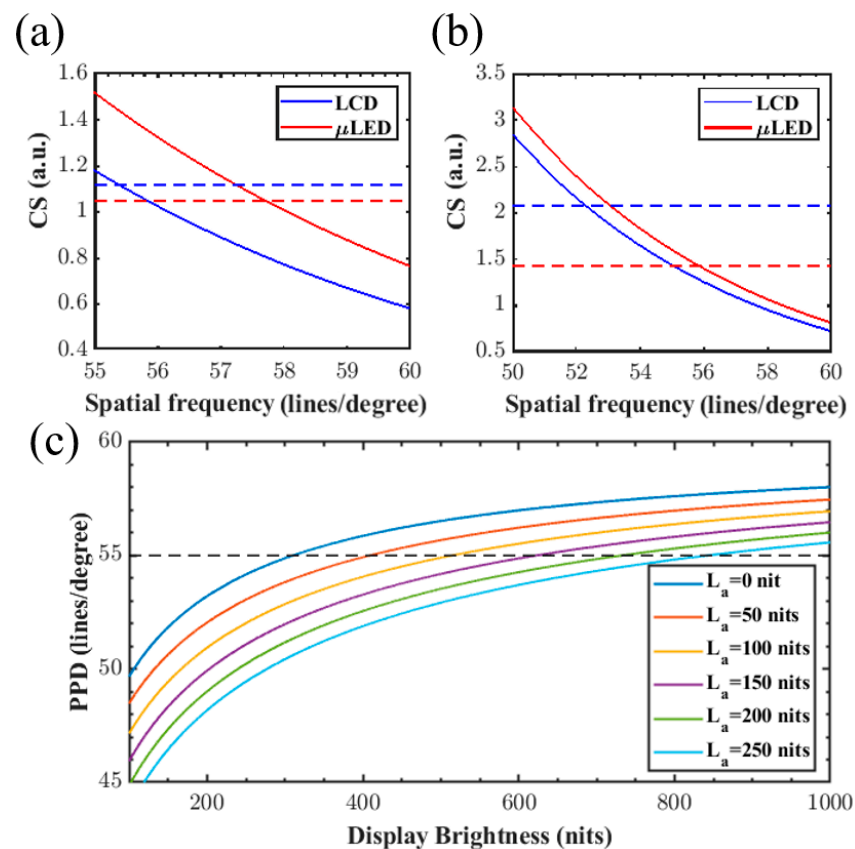 (a)
1.6
1.4
1.2
1
0.8
0.6
0.4
CS (a.u.)
LCD
μLED
55 56 57 58 59 60
Spatial frequency (lines/degree)
(b)
3.5
3
2.5
2
1.5
1
0.5
CS (a.u.)
LCD
μLED
50 52 54 56 58 60
Spatial frequency (lines/degree)
(c)
60
55
50
45
PPD (lines/degree)
La=0 nit
La=50 nits
La=100 nits
La=150 nits
La=200 nits
La=250 nits
200 400 600 800 1000
Display Brightness (nits)